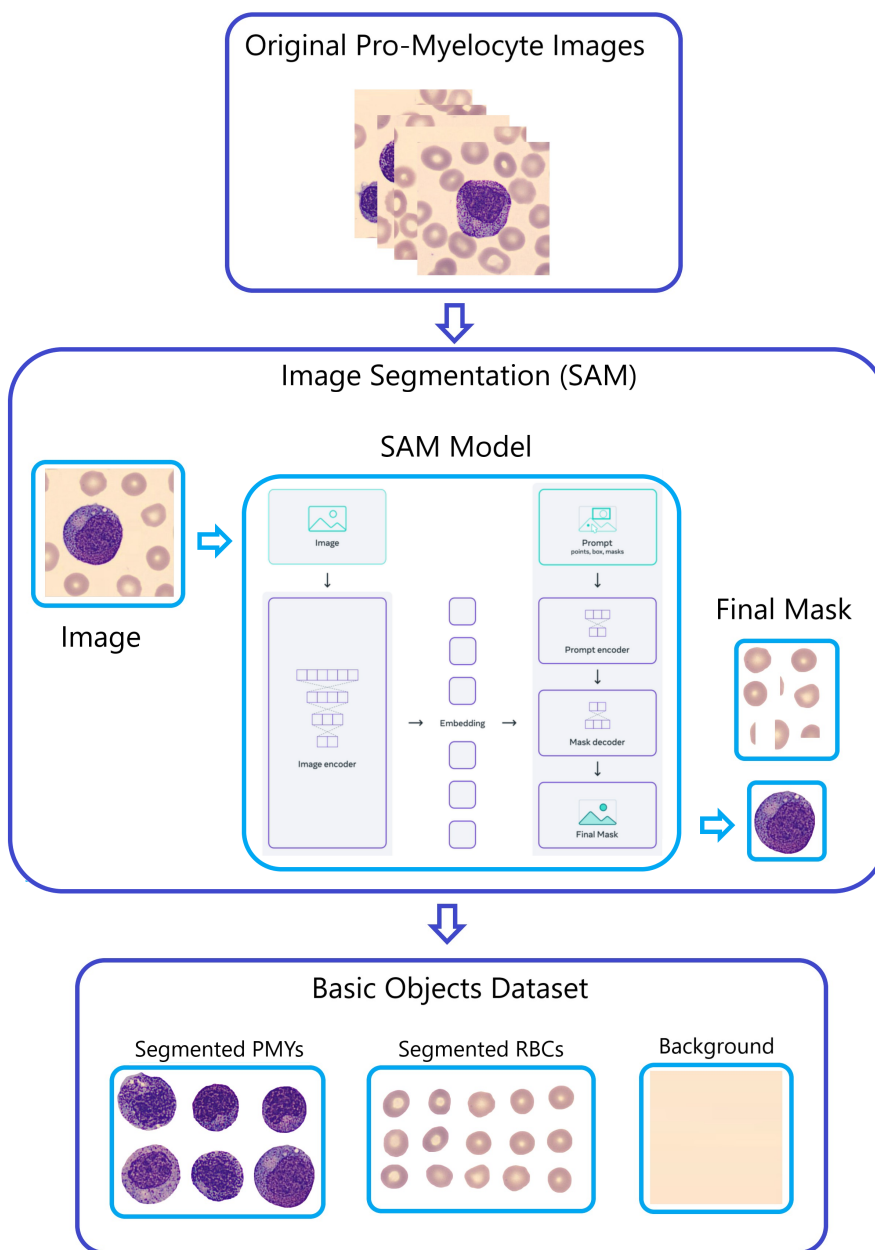 Original Pro-Myelocyte Images
Image Segmentation (SAM)
SAM Model
Image
Image
Image encoder
Embedding
Prompt
points, box, masks
Prompt encoder
Mask decoder
Final Mask
Final Mask
Basic Objects Dataset
Segmented PMYs
Segmented RBCs
Background